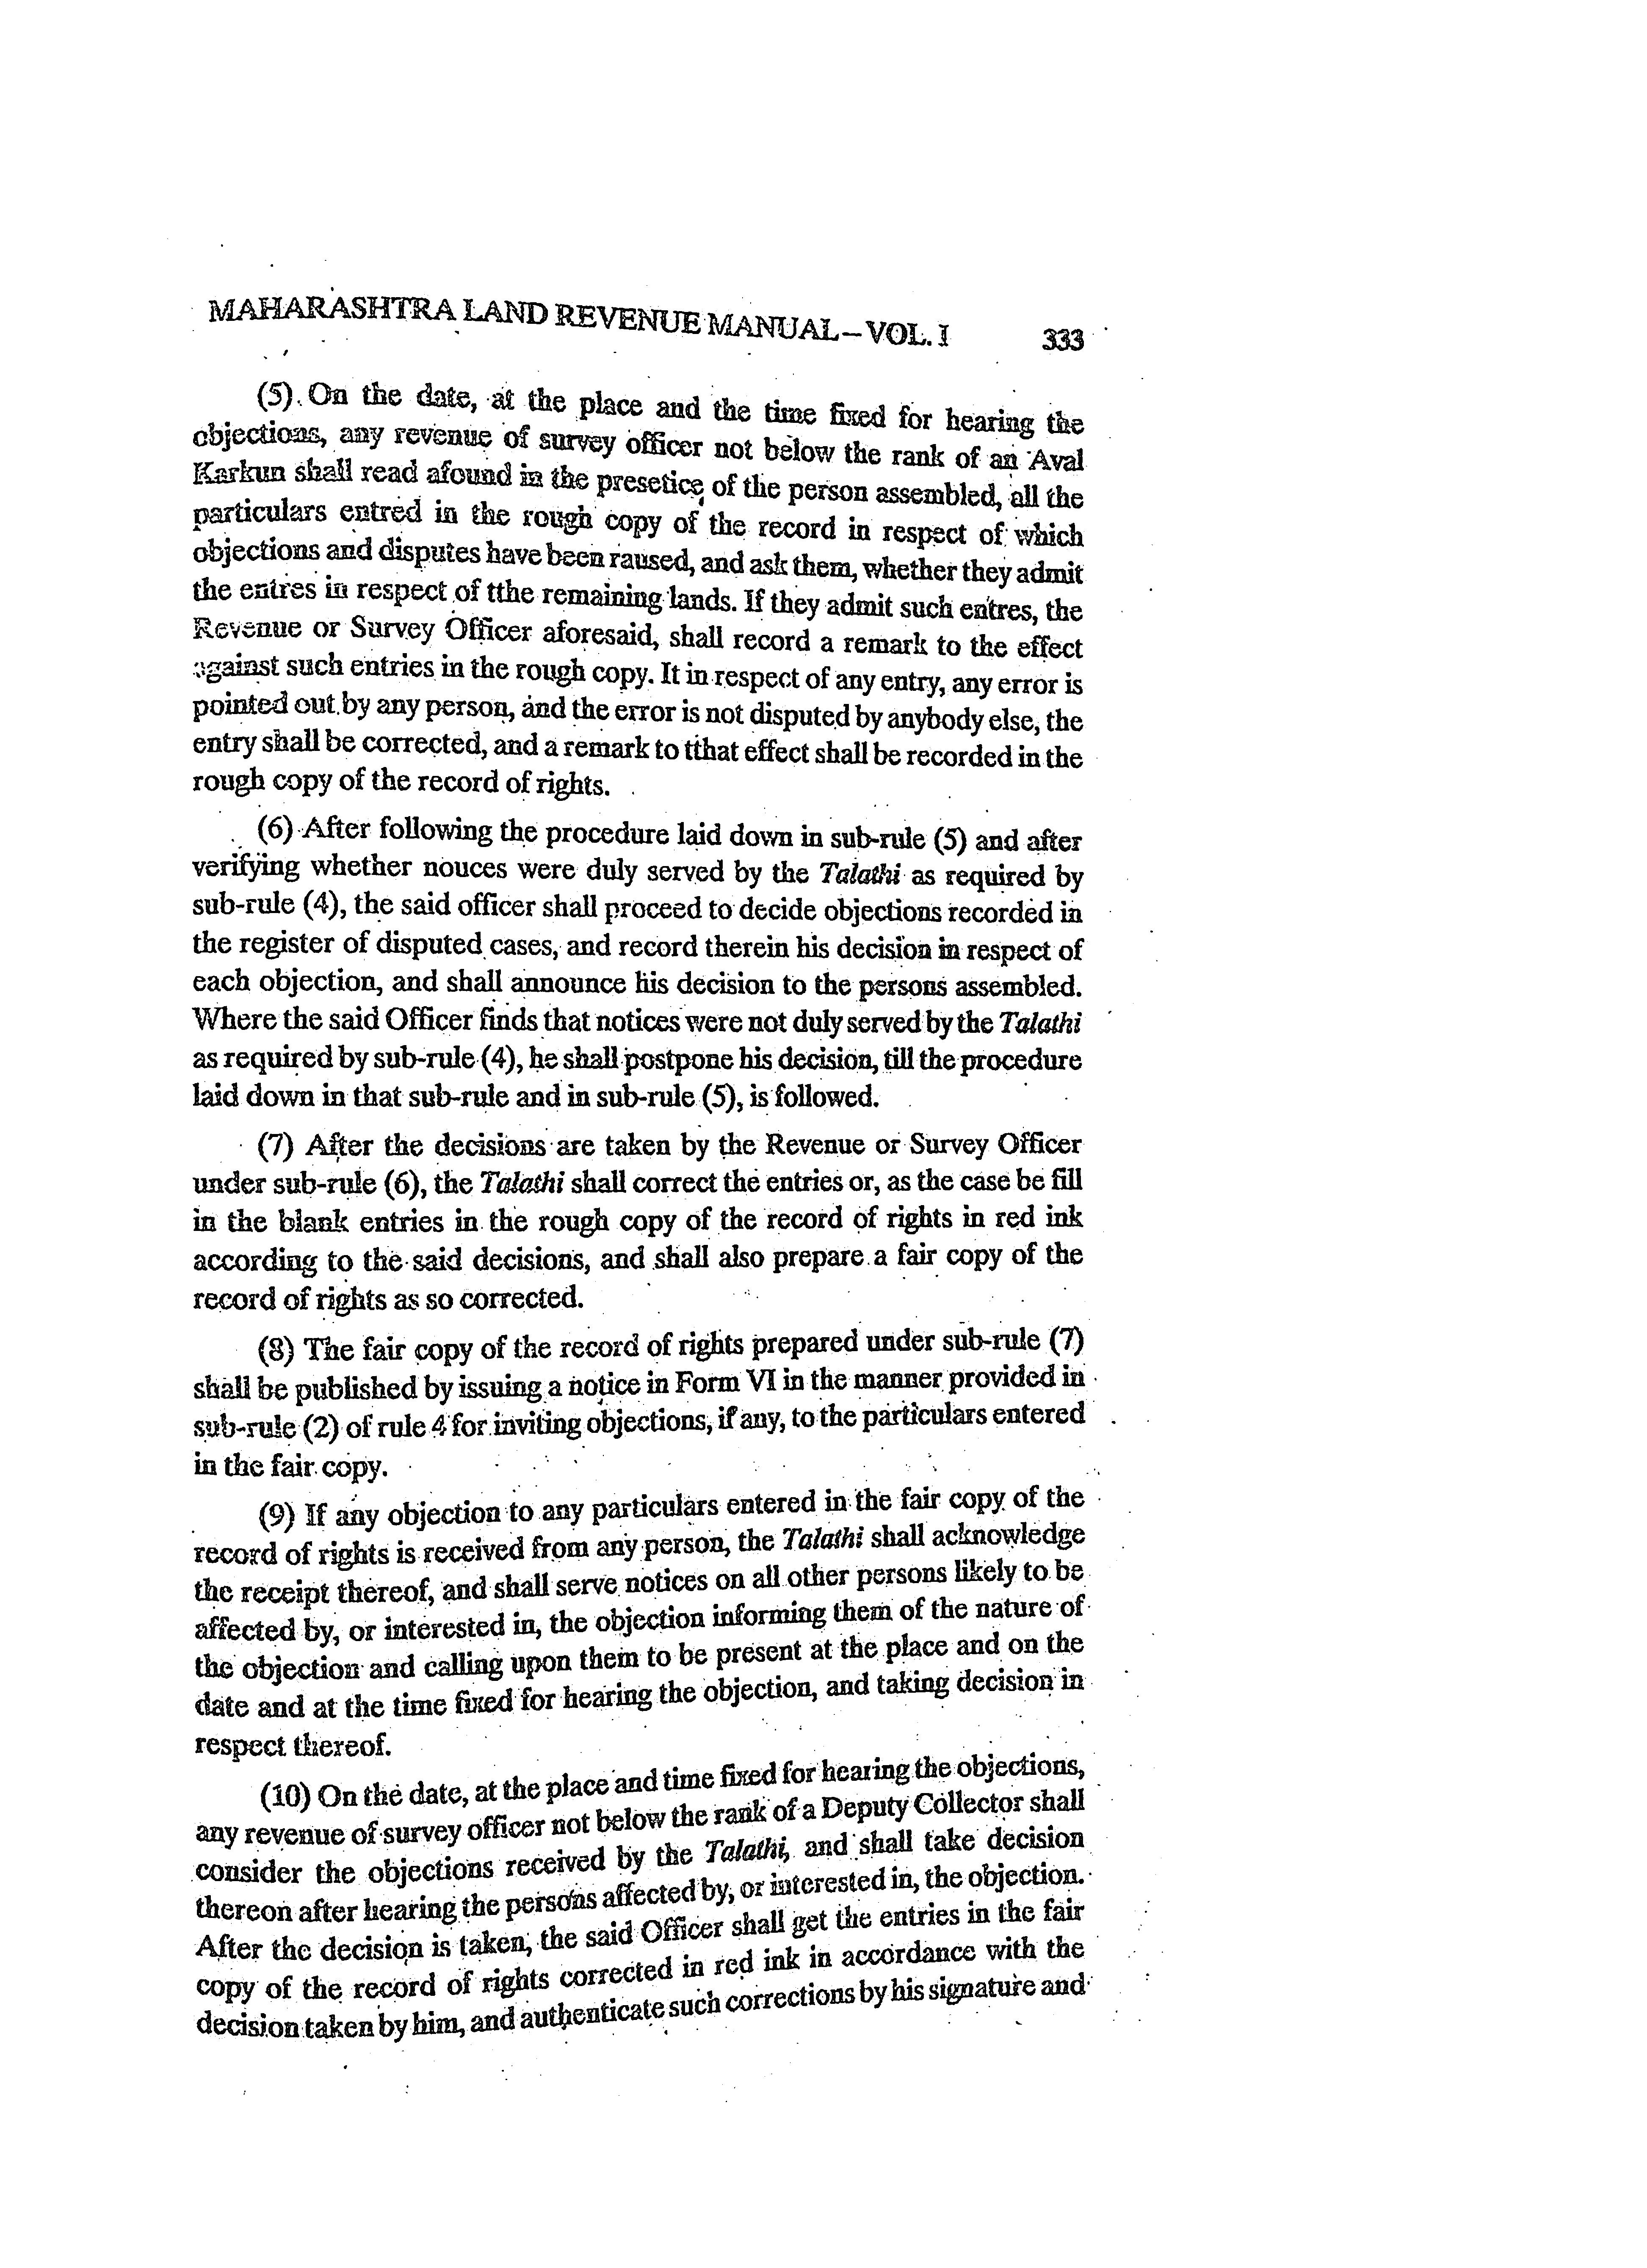 MAHARASHTRA LAND REVENUE MANUAL – VOL. I 333
(5) On the date, at the place and the time fixed for hearing the
objections, any revenue of survey officer not below the rank of an Aval
Karkun shall read afound in the presetice of the person assembled, all the
particulars entred in the rough copy of the record in respect of which
objections and disputes have been raused, and ask them, whether they admit
the entres in respect of tthe remaining lands. If they admit such entres, the
Revenue or Survey Officer aforesaid, shall record a remark to the effect
against such entries in the rough copy. It in respect of any entry, any error is
pointed out by any person, and the error is not disputed by anybody else, the
entry shall be corrected, and a remark to tthat effect shall be recorded in the
rough copy of the record of rights.
(6) After following the procedure laid down in sub-rule (5) and after
verifying whether nouces were duly served by the Talathi as required by
sub-rule (4), the said officer shall proceed to decide objections recorded in
the register of disputed cases, and record therein his decision in respect of
each objection, and shall announce his decision to the persons assembled.
Where the said Officer finds that notices were not duly served by the Talathi
as required by sub-rule (4), he shall postpone his decision, till the procedure
laid down in that sub-rule and in sub-rule (5), is followed.
(7) After the decisions are taken by the Revenue or Survey Officer
under sub-rule (6), the Talathi shall correct the entries or, as the case be fill
in the blank entries in the rough copy of the record of rights in red ink
according to the said decisions, and shall also prepare a fair copy of the
record of rights as so corrected.
(8) The fair copy of the record of rights prepared under sub-rule (7)
shall be published by issuing a notice in Form VI in the manner provided in
sub-rule (2) of rule 4 for inviting objections, if any, to the particulars entered
in the fair copy.
(9) If any objection to any particulars entered in the fair copy of the
record of rights is received from any person, the Talathi shall acknowledge
the receipt thereof, and shall serve notices on all other persons likely to be
affected by, or interested in, the objection informing them of the nature of
the objection and calling upon them to be present at the place and on the
date and at the time fixed for hearing the objection, and taking decision in
respect thereof.
(10) On the date, at the place and time fixed for hearing the objections,
any revenue of survey officer not below the rank of a Deputy Collector shall
consider the objections received by the Talathi, and shall take decision
thereon after hearing the persons affected by, or interested in, the objection.
After the decision is taken, the said Officer shall get the entries in the fair
copy of the record of rights corrected in red ink in accordance with the
decision taken by him, and authenticate such corrections by his signature and